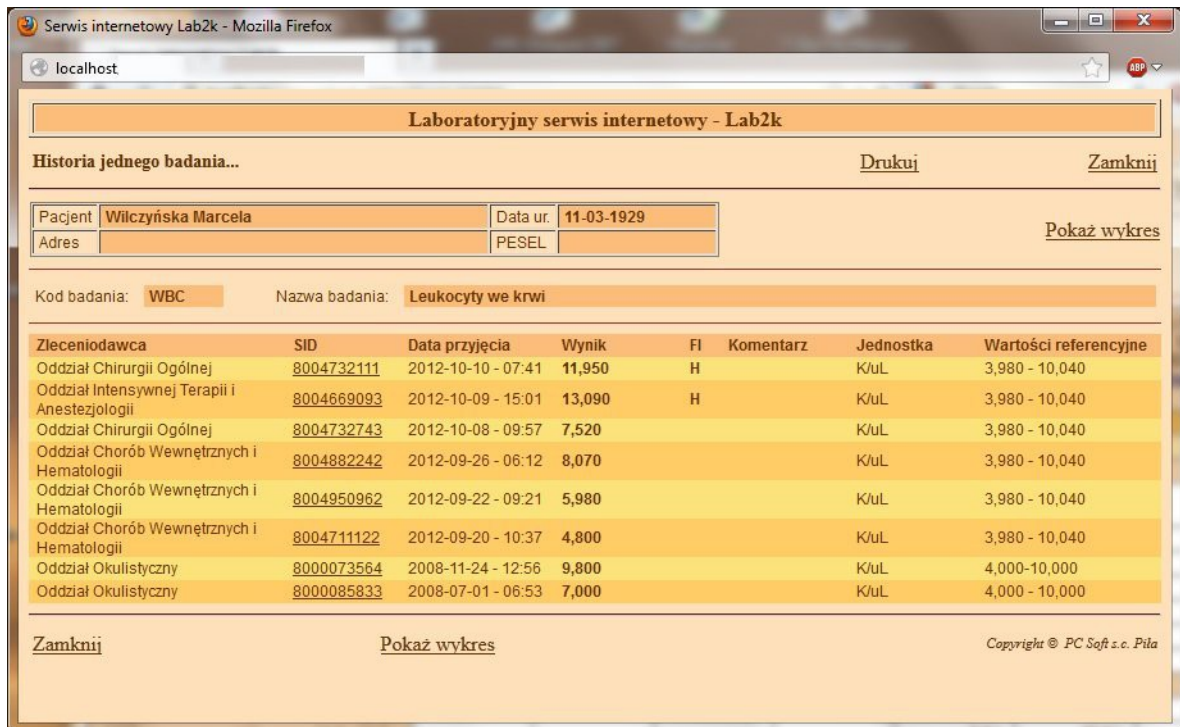 Serwis internetowy Lab2k - Mozilla Firefox
localhost
ABP
Laboratoryjny serwis internetowy - Lab2k
Historia jednego badania... Drukuj Zamknij
Pacjent Wilczyńska Marcela Data ur. 11-03-1929
Adres PESEL
Pokaż wykres
Kod badania: WBC Nazwa badania: Leukocyty we krwi
Zleceniodawca SID Data przyjęcia Wynik Fl Komentarz Jednostka Wartości referencyjne
Oddział Chirurgii Ogólnej 8004732111 2012-10-10 - 07:41 11,950 H K/uL 3,980 - 10,040
Oddział Intensywnej Terapii i
Anestezjologii 8004669093 2012-10-09 - 15:01 13,090 H K/uL 3,980 - 10,040
Oddział Chirurgii Ogólnej 8004732743 2012-10-08 - 09:57 7,520 K/uL 3,980 - 10,040
Oddział Chorób Wewnętrznych i
Hematologii 8004882242 2012-09-26 - 06:12 8,070 K/uL 3,980 - 10,040
Oddział Chorób Wewnętrznych i
Hematologii 8004950962 2012-09-22 - 09:21 5,980 K/uL 3,980 - 10,040
Oddział Chorób Wewnętrznych i
Hematologii 8004711122 2012-09-20 - 10:37 4,800 K/uL 3,980 - 10,040
Oddział Okulistyczny 8000073564 2008-11-24 - 12:56 9,800 K/uL 4,000-10,000
Oddział Okulistyczny 8000085833 2008-07-01 - 06:53 7,000 K/uL 4,000 - 10,000
Zamknij Pokaż wykres Copyright © PC Soft s.c. Piła